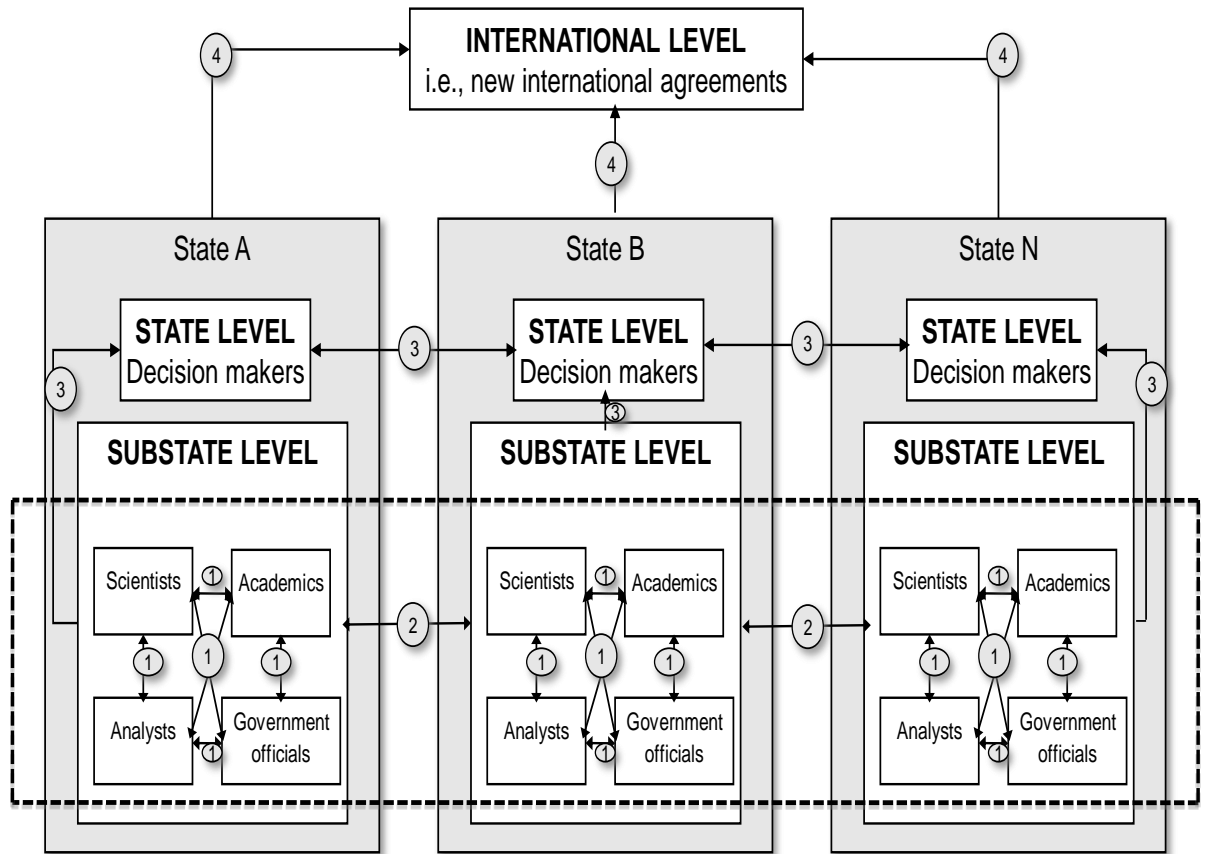 INTERNATIONAL LEVEL
i.e., new international agreements
4
4
4
State A
State B
State N
STATE LEVEL
Decision makers
3
STATE LEVEL
Decision makers
3
STATE LEVEL
Decision makers
3
3
3
SUBSTATE LEVEL
SUBSTATE LEVEL
SUBSTATE LEVEL
Scientists
1
Academics
1
1
1
Analysts
1
Government
officials
2
Scientists
1
Academics
1
1
1
Analysts
1
Government
officials
2
Scientists
1
Academics
1
1
1
Analysts
1
Government
officials